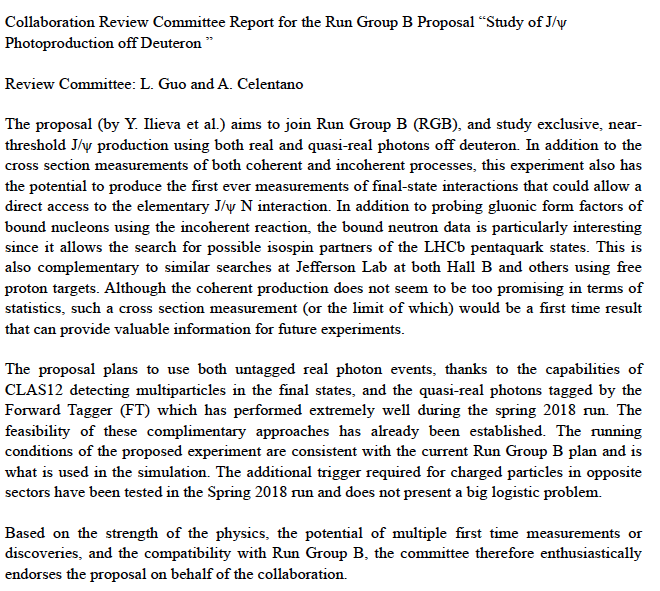 Collaboration Review Committee Report for the Run Group B Proposal “Study of J/ψ
Photoproduction off Deuteron ”
Review Committee: L. Guo and A. Celentano
The proposal (by Y. Ilieva et al.) aims to join Run Group B (RGB), and study exclusive, near-
threshold J/ψ production using both real and quasi-real photons off deuteron. In addition to the
cross section measurements of both coherent and incoherent processes, this experiment also has
the potential to produce the first ever measurements of final-state interactions that could allow a
direct access to the elementary J/ψ N interaction. In addition to probing gluonic form factors of
bound nucleons using the incoherent reaction, the bound neutron data is particularly interesting
since it allows the search for possible isospin partners of the LHCb pentaquark states. This is
also complementary to similar searches at Jefferson Lab at both Hall B and others using free
proton targets. Although the coherent production does not seem to be too promising in terms of
statistics, such a cross section measurement (or the limit of which) would be a first time result
that can provide valuable information for future experiments.
The proposal plans to use both untagged real photon events, thanks to the capabilities of
CLAS12 detecting multiparticles in the final states, and the quasi-real photons tagged by the
Forward Tagger (FT) which has performed extremely well during the spring 2018 run. The
feasibility of these complimentary approaches has already been established. The running
conditions of the proposed experiment are consistent with the current Run Group B plan and is
what is used in the simulation. The additional trigger required for charged particles in opposite
sectors have been tested in the Spring 2018 run and does not present a big logistic problem.
Based on the strength of the physics, the potential of multiple first time measurements or
discoveries, and the compatibility with Run Group B, the committee therefore enthusiastically
endorses the proposal on behalf of the collaboration.